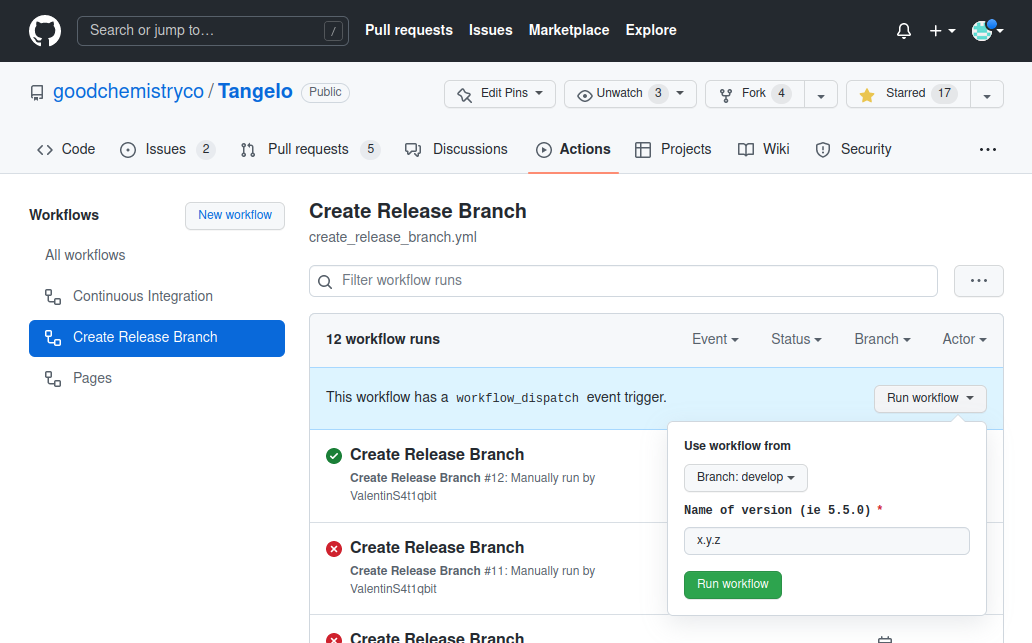 Search or jump to… /
Pull requests Issues Marketplace Explore
goodchemistryco / Tangelo Public
Edit Pins Unwatch 3 Fork 4 Starred 17
Code Issues 2 Pull requests 5 Discussions Actions Projects Wiki Security
Workflows New workflow
All workflows
Continuous Integration
Create Release Branch
Pages
Create Release Branch
create_release_branch.yml
Filter workflow runs
12 workflow runs Event Status Branch Actor
This workflow has a workflow_dispatch event trigger. Run workflow
Create Release Branch
Create Release Branch #12: Manually run by
ValentinS4t1qbit
Create Release Branch
Create Release Branch #11: Manually run by
ValentinS4t1qbit
Create Release Branch
Use workflow from
Branch: develop
Name of version (ie 5.5.0) *
x.y.z
Run workflow